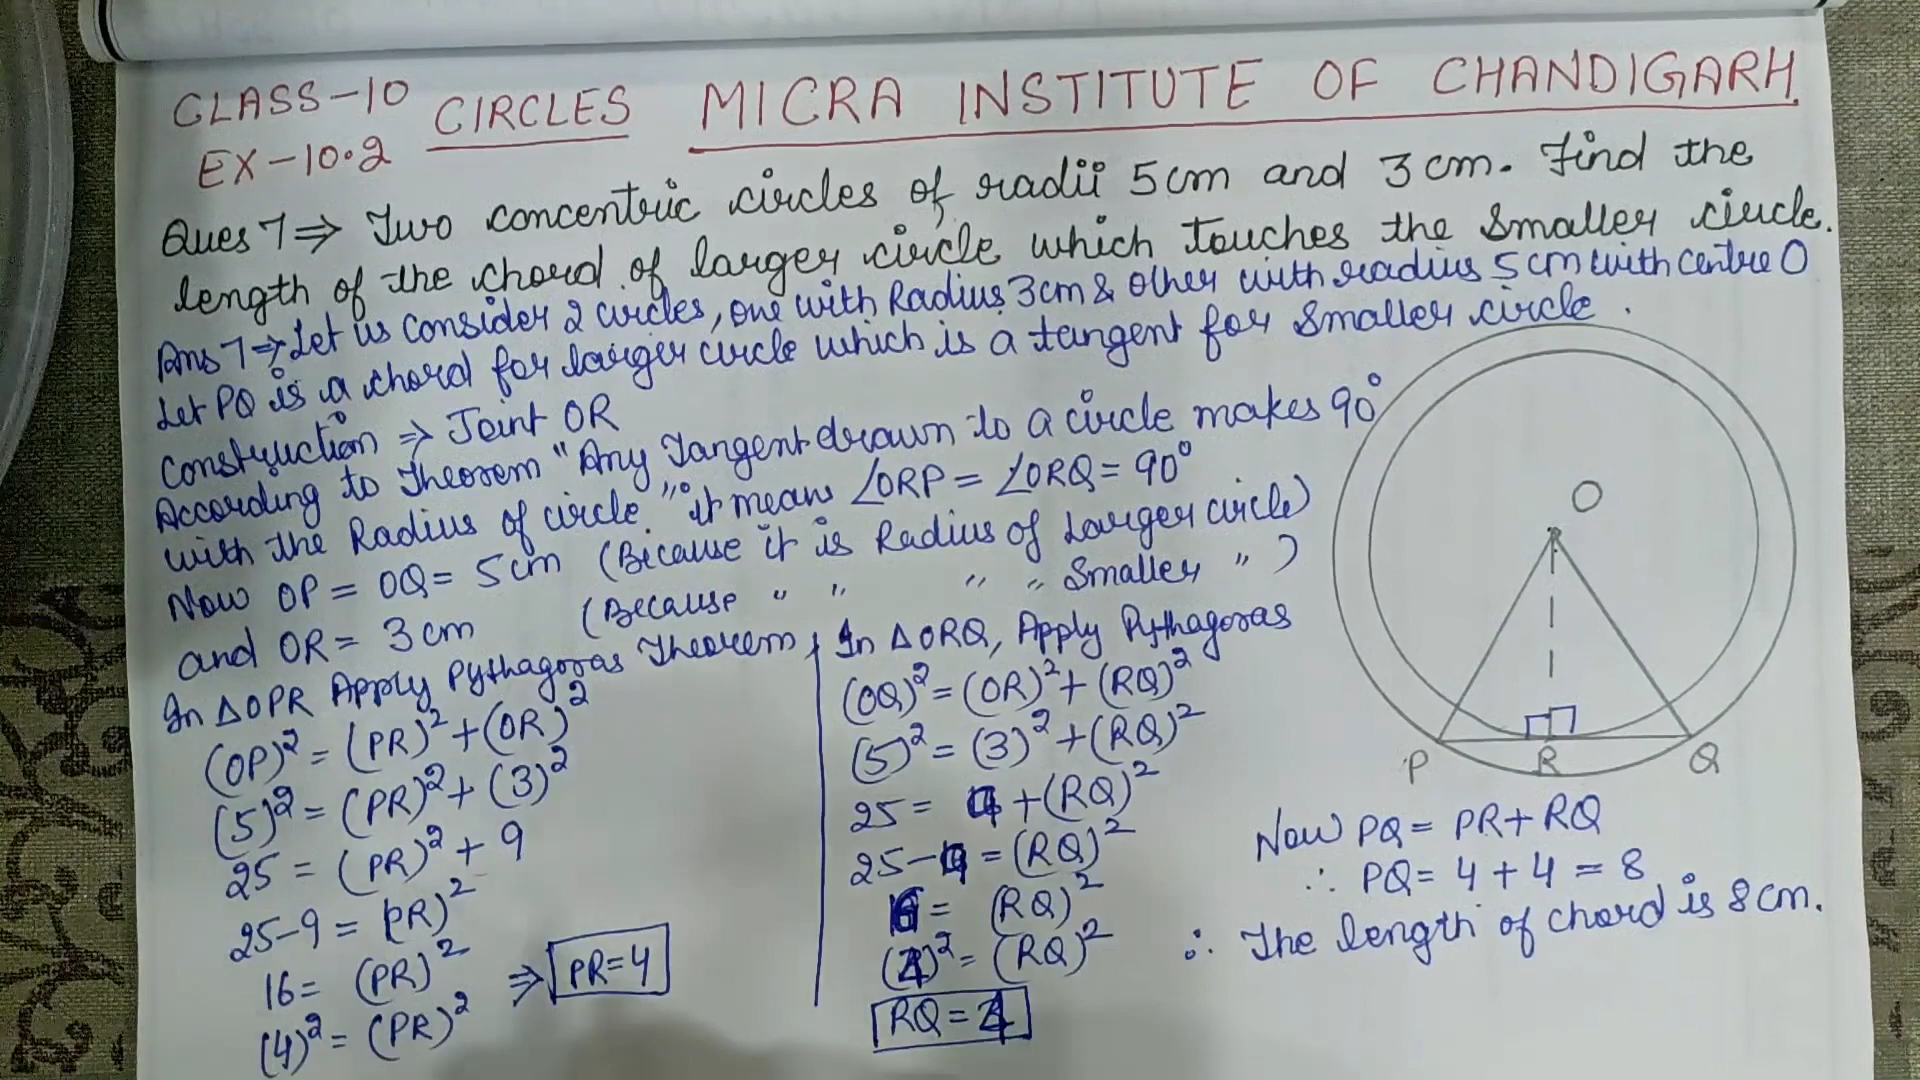 CLASS-10 CIRCLES MICRA INSTITUTE OF CHANDIGARH
EX-10.2
Ques 7⇒ Two concentric circles of radii 5cm and 3cm. Find the
length of the chord of larger circle which touches the smaller circle.
Ans 7⇒ Let us consider 2 circles, one with Radius 3cm & other with radius 5cm with centre O
Let PQ is a chord for larger circle which is a tangent for smaller circle.
Construction ⇒ Joint OR
According to Theorem "Any Tangent drawn to a circle makes 90°
with the Radius of circle." it means ∠ORP = ∠ORQ = 90°
Now OP = OQ = 5cm (Because it is Radius of Larger circle)
and OR = 3cm (Because " " " " Smaller " )
In ΔOPR Apply Pythagoras Theorem,
(OP)² = (PR)² + (OR)²
(5)² = (PR)² + (3)²
25 = (PR)² + 9
25-9 = (PR)²
16 = (PR)²
(4)² = (PR)² ⇒ PR=4
In ΔORQ, Apply Pythagoras
(OQ)² = (OR)² + (RQ)²
(5)² = (3)² + (RQ)²
25 = 9 + (RQ)²
25-9 = (RQ)²
16 = (RQ)²
(4)² = (RQ)²
RQ = 4
O
P R Q
Now PQ = PR + RQ
∴ PQ = 4 + 4 = 8
∴ The length of chord is 8cm.